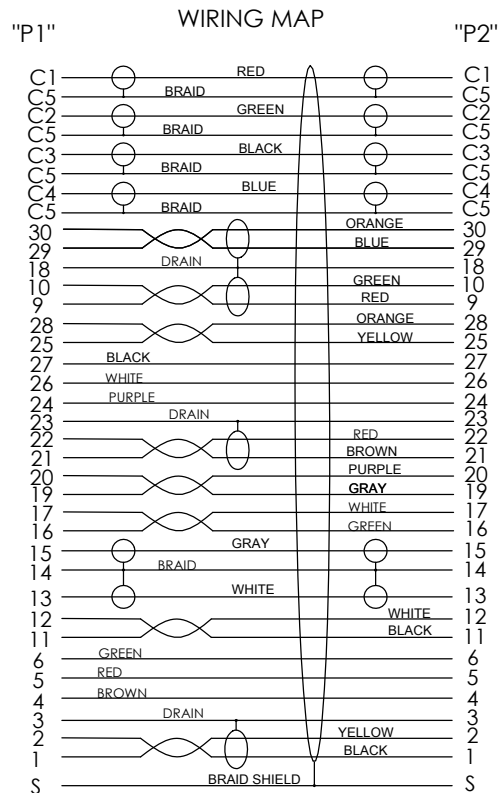 WIRING MAP
"P1" "P2"
C1 RED C1
C5 BRAID C5
C2 GREEN C2
C5 BRAID C5
C3 BLACK C3
C5 BRAID C5
C4 BLUE C4
C5 BRAID C5
30 ORANGE 30
29 BLUE 29
18 DRAIN 18
10 GREEN 10
9 RED 9
28 ORANGE 28
25 YELLOW 25
27 BLACK 27
26 WHITE 26
24 PURPLE 24
23 DRAIN 23
22 RED 22
21 BROWN 21
20 PURPLE 20
19 GRAY 19
17 WHITE 17
16 GREEN 16
15 GRAY 15
14 BRAID 14
13 WHITE 13
12 WHITE 12
11 BLACK 11
6 GREEN 6
5 RED 5
4 BROWN 4
3 DRAIN 3
2 YELLOW 2
1 BLACK 1
S BRAID SHIELD S